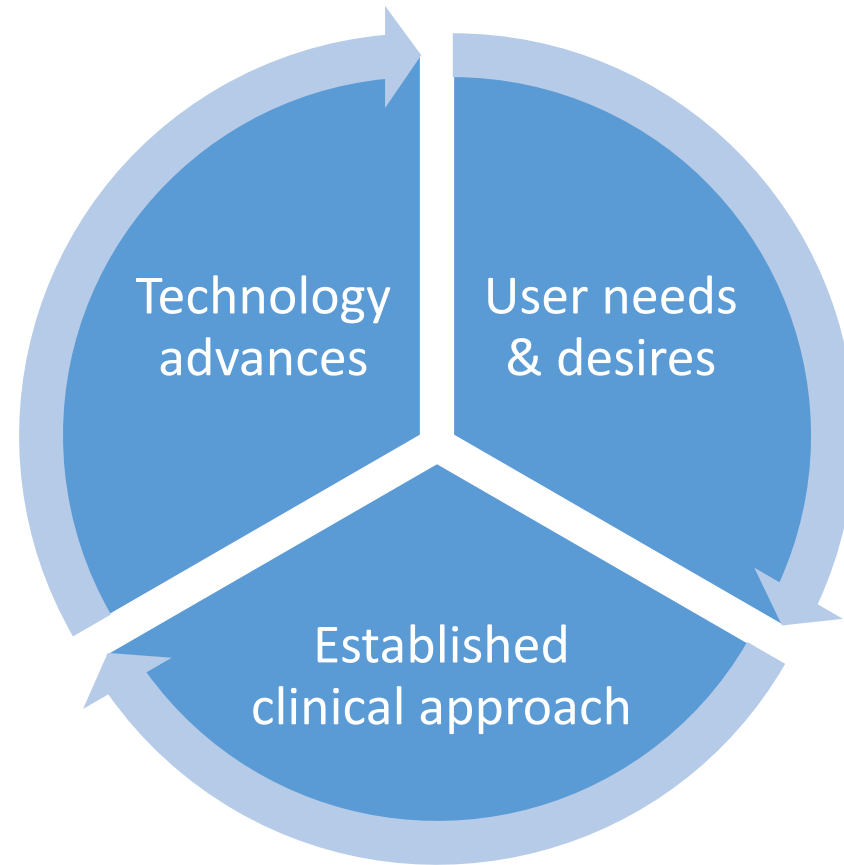 Technology
advances
User needs
& desires
Established
clinical approach